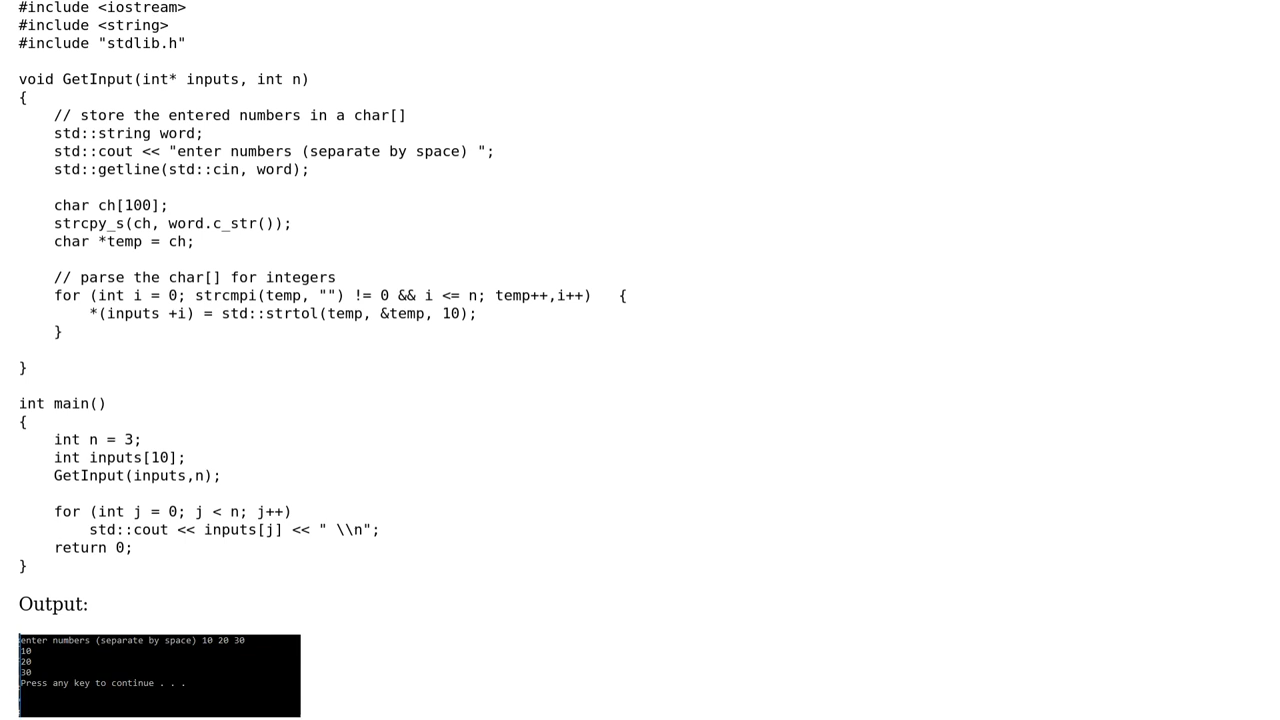 #include <iostream>
#include <string>
#include "stdlib.h"
void GetInput(int* inputs, int n)
{
    // store the entered numbers in a char[]
    std::string word;
    std::cout << "enter numbers (separate by space) ";
    std::getline(std::cin, word);
    char ch[100];
    strcpy_s(ch, word.c_str());
    char *temp = ch;
    // parse the char[] for integers
    for (int i = 0; strcmpi(temp, "") != 0 && i <= n; temp++,i++)   {
        *(inputs +i) = std::strtol(temp, &temp, 10);
    }
}
int main()
{
    int n = 3;
    int inputs[10];
    GetInput(inputs,n);
    for (int j = 0; j < n; j++)
        std::cout << inputs[j] << " \\n";
    return 0;
}
Output:
enter numbers (separate by space) 10 20 30
10
20
30
Press any key to continue . . .